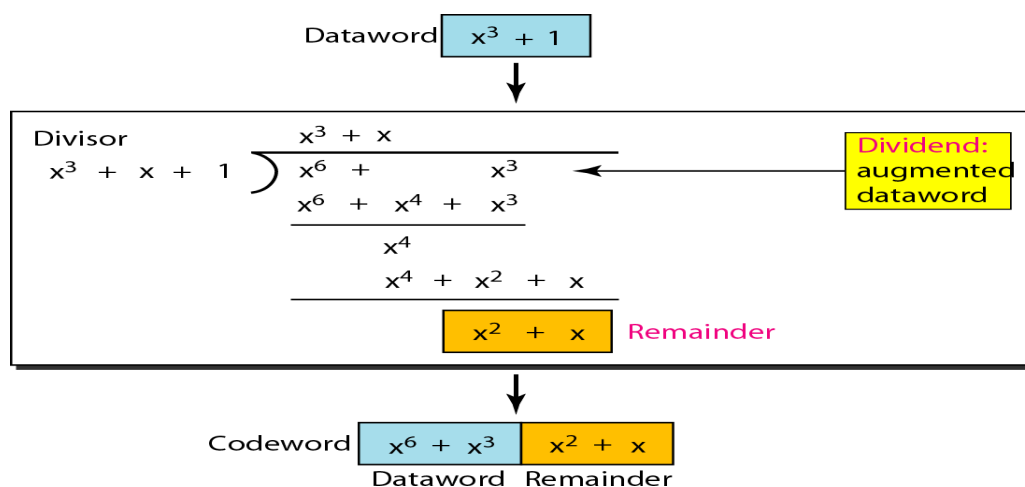 Dataword x³ + 1
Divisor
x³ + x
Dividend:
augmented
dataword
x³ + x + 1
x⁶ + x³
x⁶ + x⁴ + x³
x⁴
x⁴ + x² + x
x² + x Remainder
Codeword x⁶ + x³ x² + x
Dataword Remainder